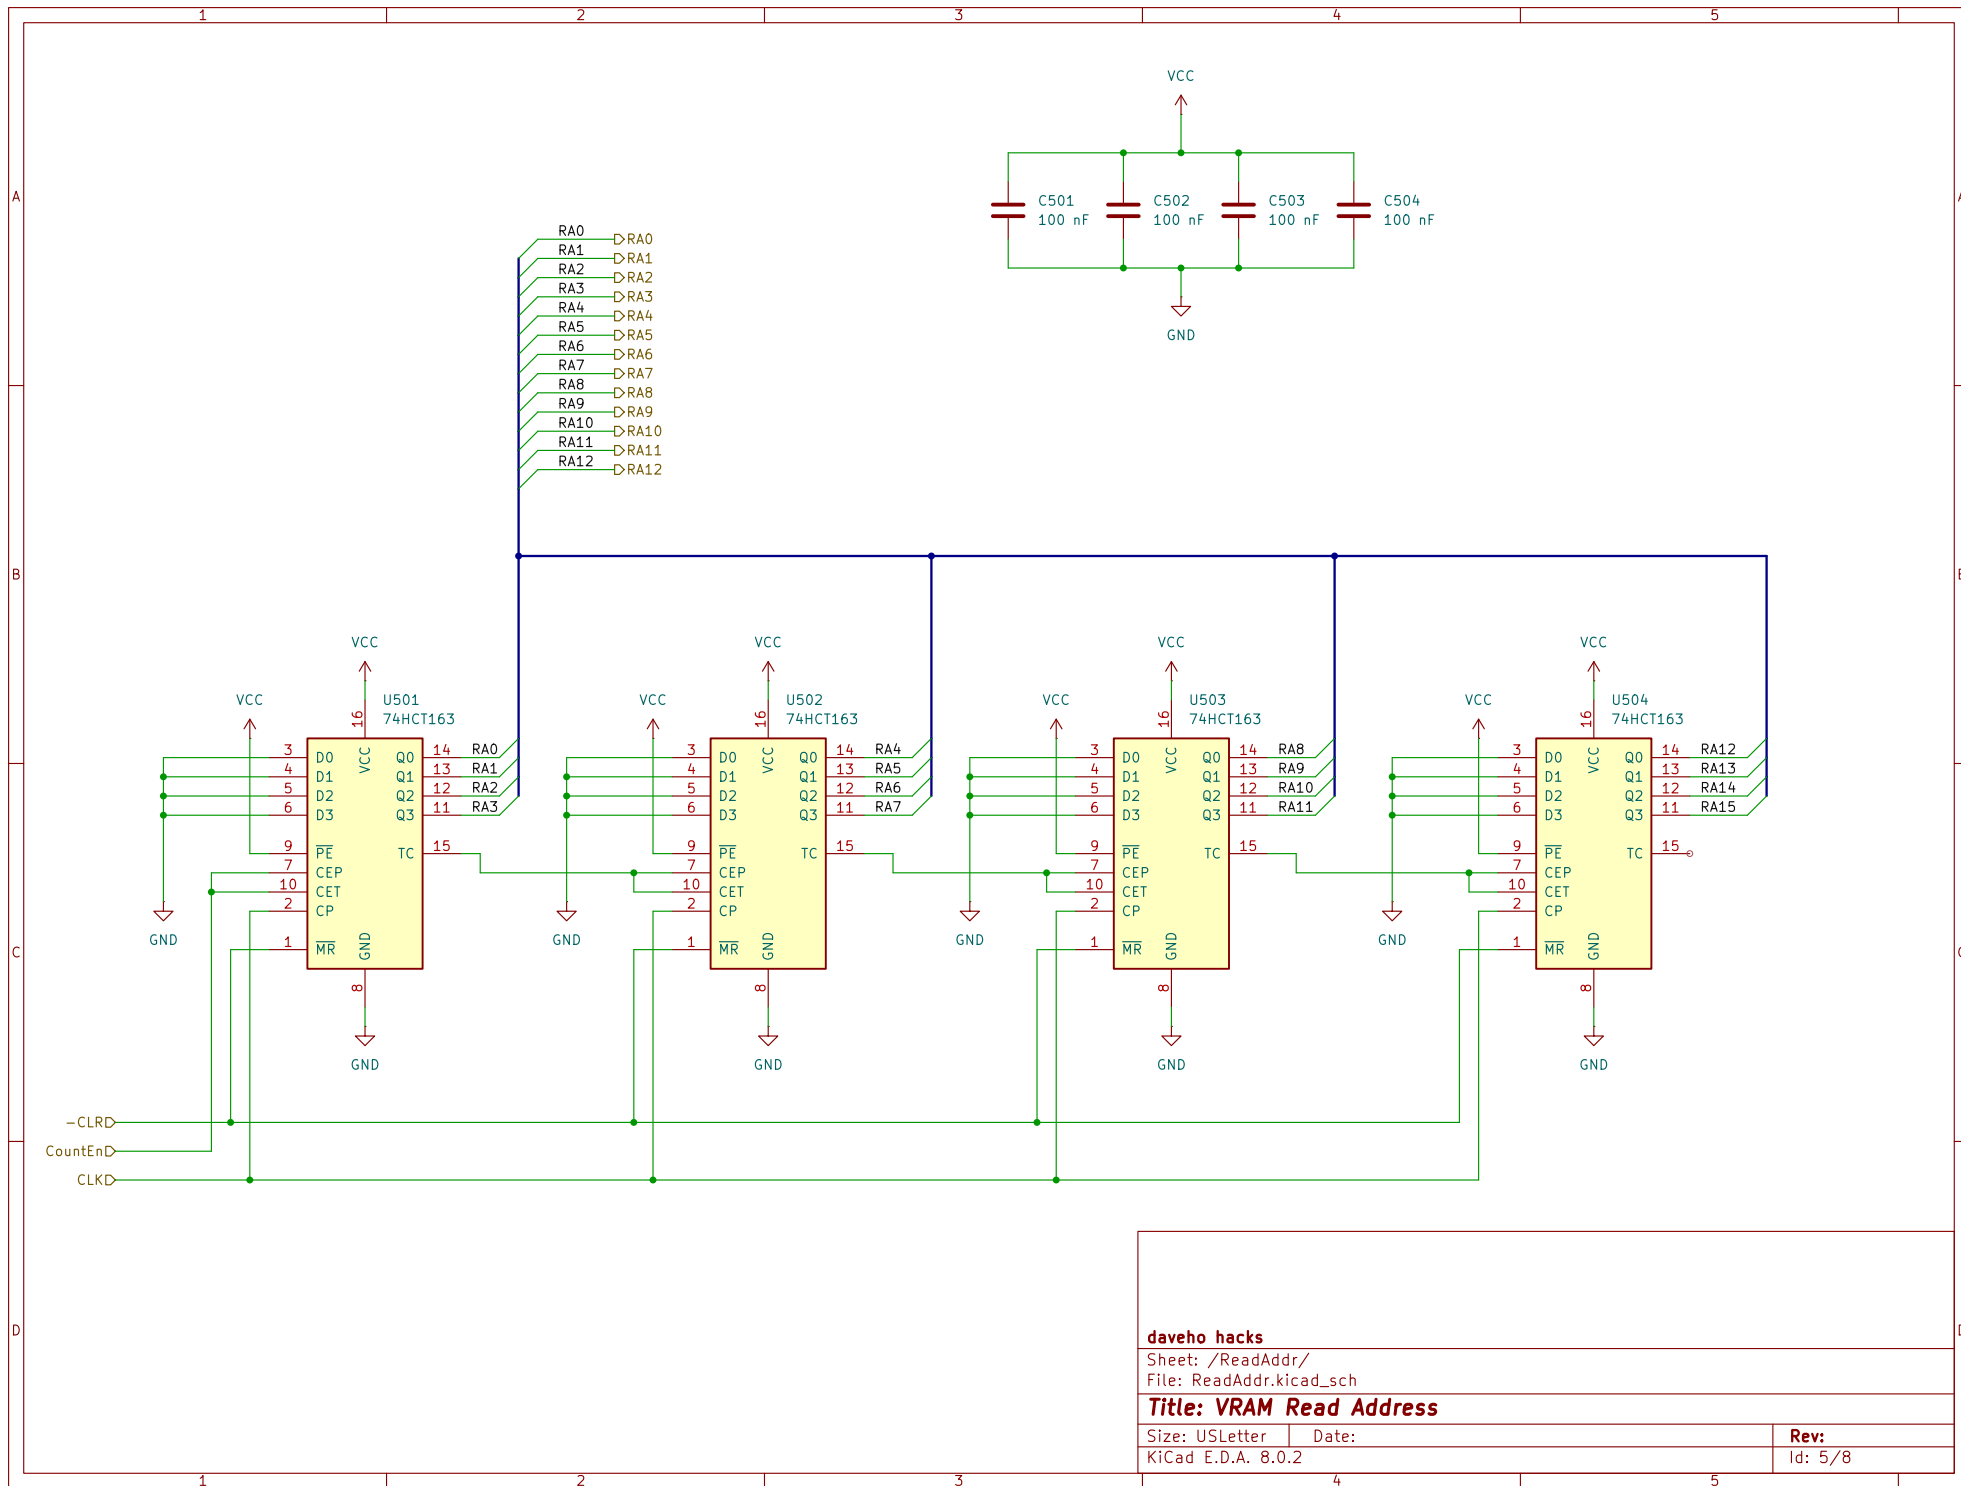 1 2 3 4 5
VCC
A
C501 C502 C503 C504
100 nF 100 nF 100 nF 100 nF
GND
RA0 RA0
RA1 RA1
RA2 RA2
RA3 RA3
RA4 RA4
RA5 RA5
RA6 RA6
RA7 RA7
RA8 RA8
RA9 RA9
RA10 RA10
RA11 RA11
RA12 RA12
B
VCC VCC VCC VCC
VCC U501 VCC U502 VCC U503 VCC U504
74HCT163 74HCT163 74HCT163 74HCT163
16 VCC 16 VCC 16 VCC 16 VCC
3 D0 Q0 14 RA0 3 D0 Q0 14 RA4 3 D0 Q0 14 RA8 3 D0 Q0 14 RA12
4 D1 Q1 13 RA1 4 D1 Q1 13 RA5 4 D1 Q1 13 RA9 4 D1 Q1 13 RA13
5 D2 Q2 12 RA2 5 D2 Q2 12 RA6 5 D2 Q2 12 RA10 5 D2 Q2 12 RA14
6 D3 Q3 11 RA3 6 D3 Q3 11 RA7 6 D3 Q3 11 RA11 6 D3 Q3 11 RA15
9 PE TC 15 9 PE TC 15 9 PE TC 15 9 PE TC 15
7 CEP 7 CEP 7 CEP 7 CEP
10 CET 10 CET 10 CET 10 CET
2 CP 2 CP 2 CP 2 CP
GND GND GND GND
C
1 MR GND 1 MR GND 1 MR GND 1 MR GND
8 8 8 8
GND GND GND GND
-CLR
CountEn
CLK
D
daveho hacks
Sheet: /ReadAddr/
File: ReadAddr.kicad_sch
Title: VRAM Read Address
Size: USLetter Date: Rev:
KiCad E.D.A. 8.0.2 Id: 5/8
1 2 3 4 5